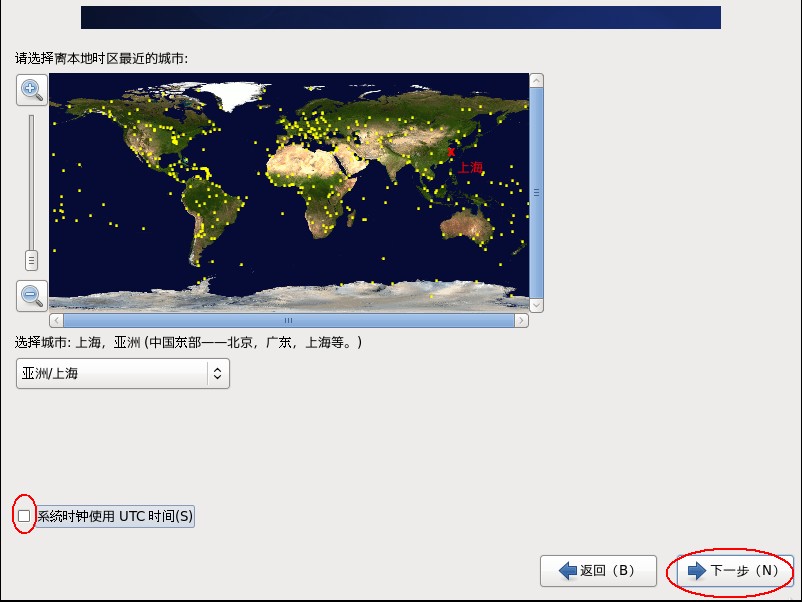 请选择离本地时区最近的城市:
上海
选择城市: 上海，亚洲 (中国东部——北京，广东，上海等。)
亚洲/上海
系统时钟使用 UTC 时间(S)
返回（B）
下一步（N）